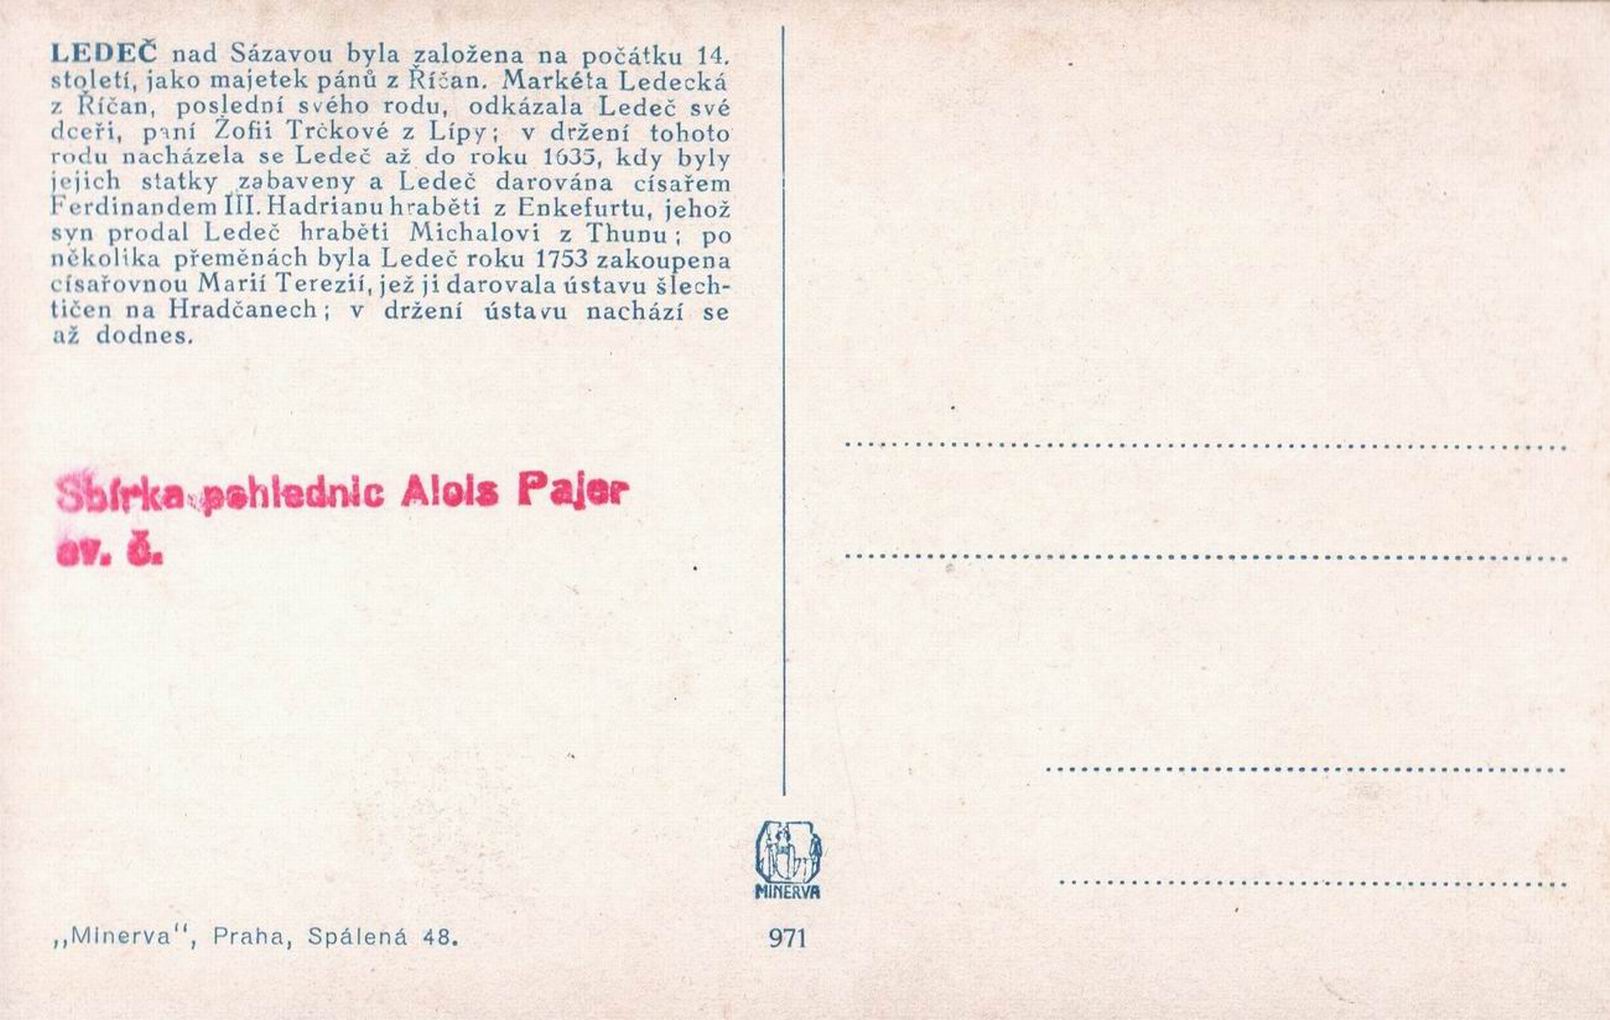 LEDEČ nad Sázavou byla založena na počátku 14.
století, jako majetek pánů z Říčan. Markéta Ledecká
z Říčan, poslední svého rodu, odkázala Ledeč své
dceři, paní Žofii Trčkové z Lípy; v držení tohoto
rodu nacházela se Ledeč až do roku 1635, kdy byly
jejich statky zabaveny a Ledeč darována císařem
Ferdinandem III. Hadrianu hraběti z Enkefurtu, jehož
syn prodal Ledeč hraběti Michalovi z Thunu; po
několika přeměnách byla Ledeč roku 1753 zakoupena
císařovnou Marií Terezií, jež ji darovala ústavu šlech-
tičen na Hradčanech; v držení ústavu nachází se
až dodnes.
Sbírka pohlednic Alois Pajer
ev. č.
MINERVA
„Minerva“, Praha, Spálená 48.
971